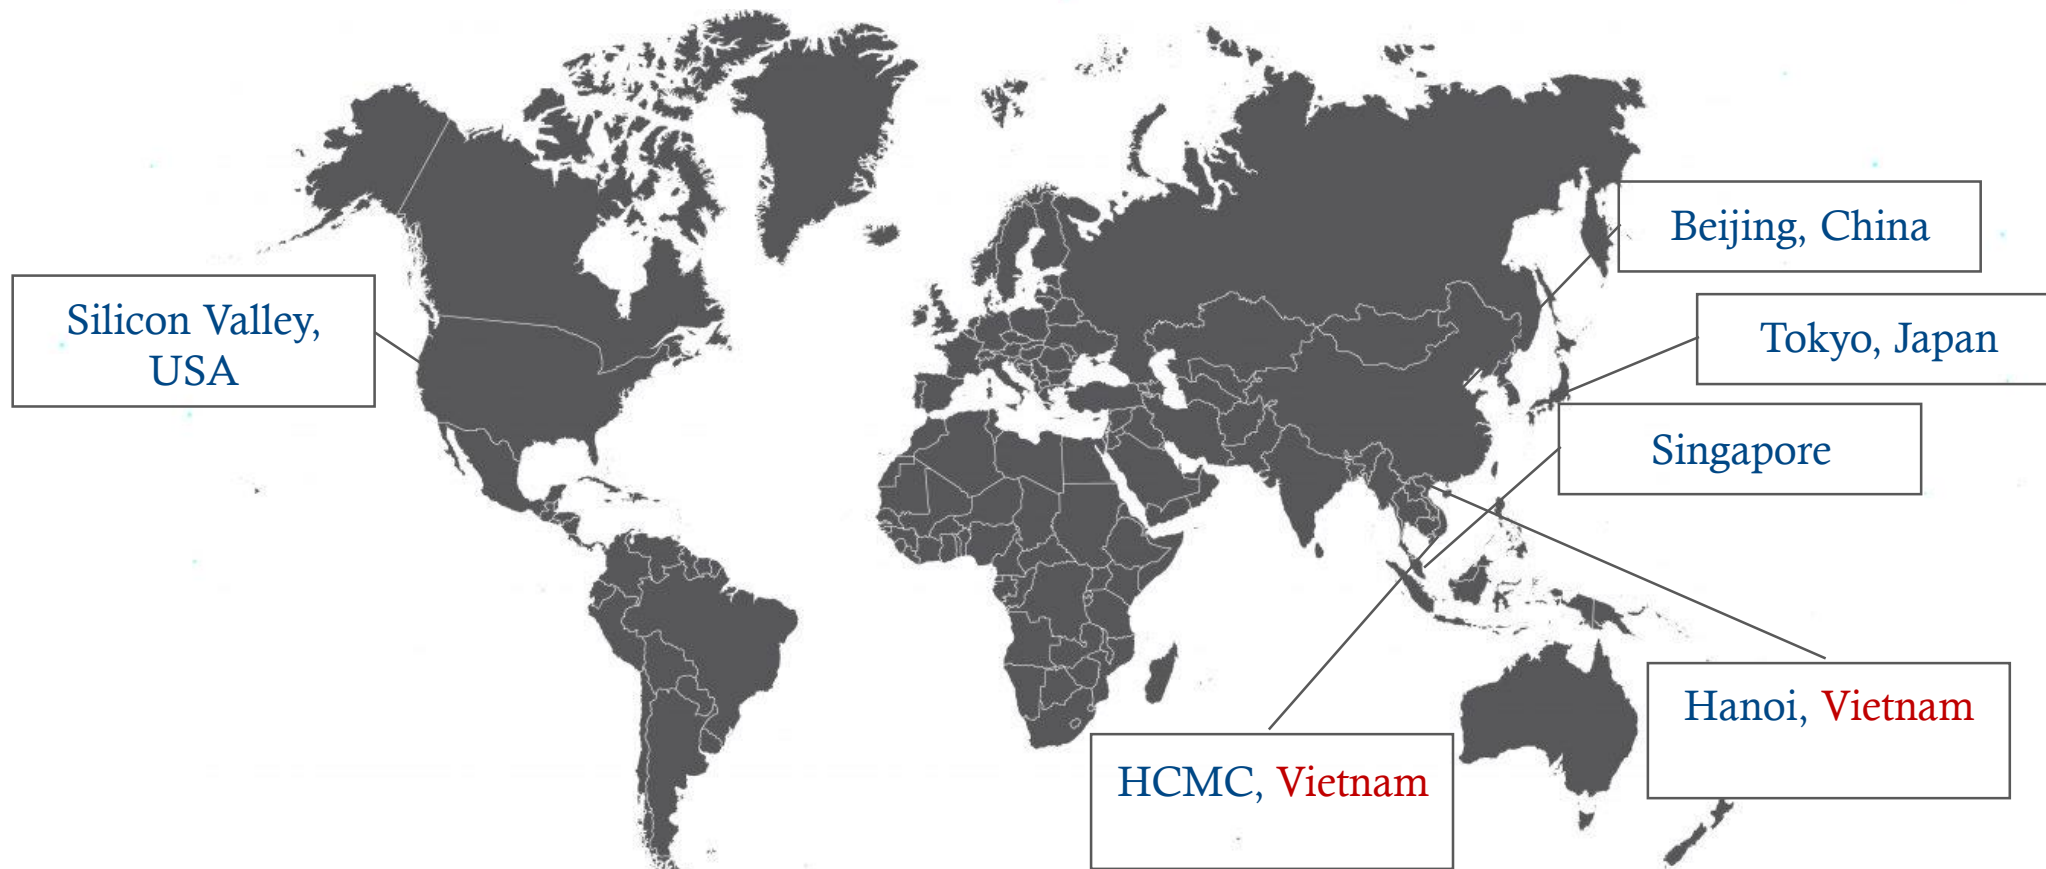 Beijing, China
Silicon Valley,
USA
Tokyo, Japan
Singapore
Hanoi, Vietnam
HCMC, Vietnam